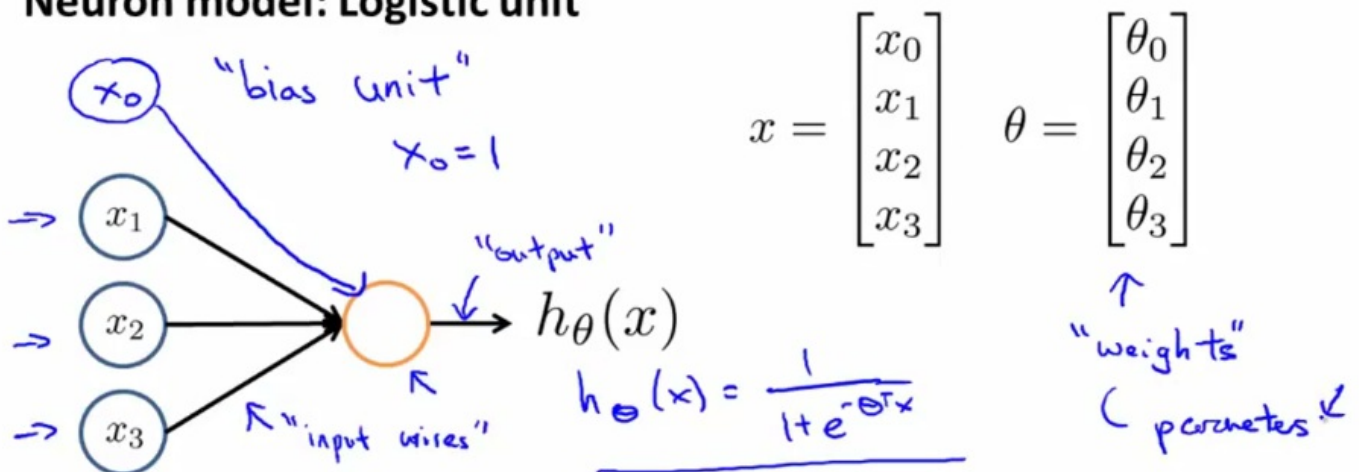 Neuron model: Logistic unit
x₀ "bias unit"
x₀ = 1
x₁
x₂
x₃
"input wires"
"output"
hθ(x)
hθ(x) = 1 / (1 + e^(-θᵀx))
x = [x₀ x₁ x₂ x₃]
θ = [θ₀ θ₁ θ₂ θ₃]
"weights"
( parameters